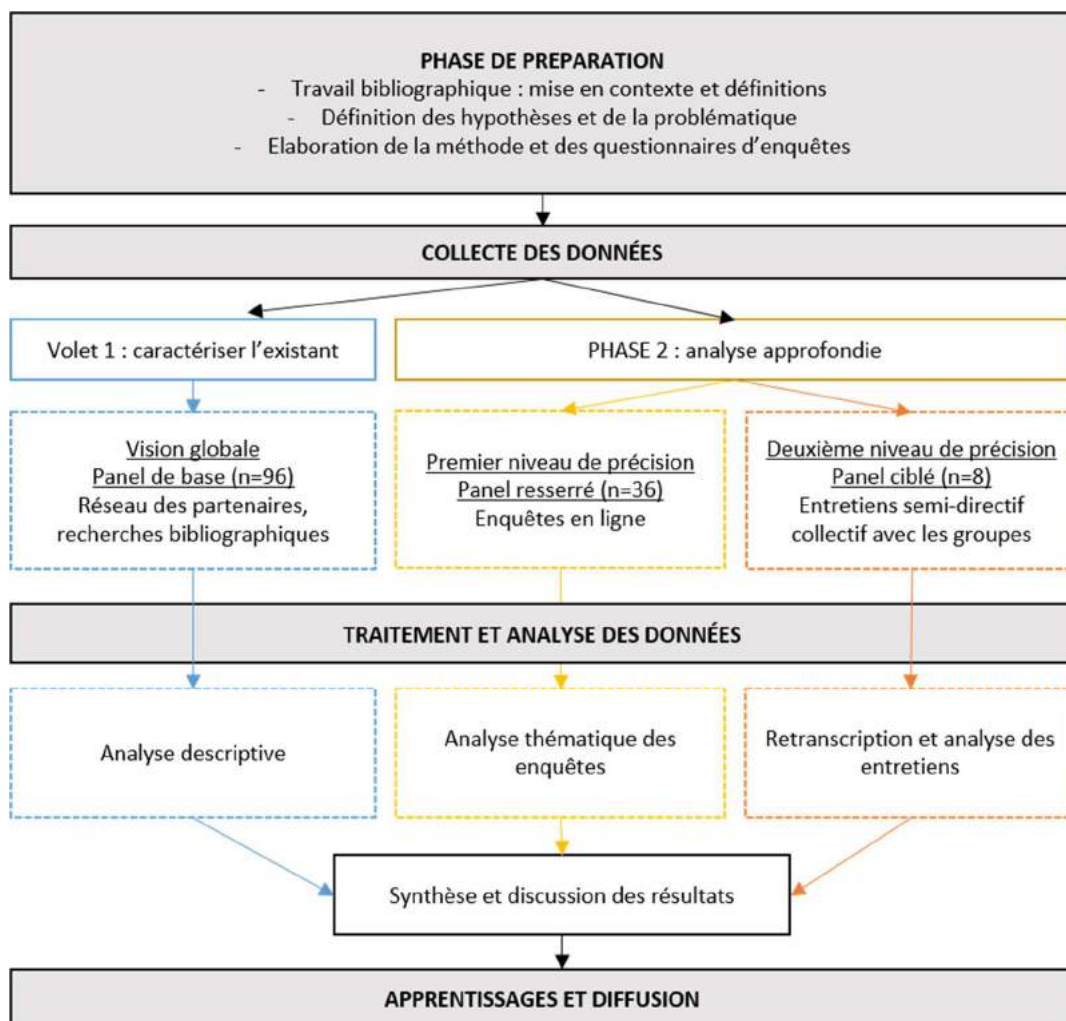 PHASE DE PREPARATION
- Travail bibliographique : mise en contexte et définitions
- Définition des hypothèses et de la problématique
- Elaboration de la méthode et des questionnaires d'enquêtes
COLLECTE DES DONNÉES
Volet 1 : caractériser l'existant
PHASE 2 : analyse approfondie
Vision globale
Panel de base (n=96)
Réseau des partenaires,
recherches bibliographiques
Premier niveau de précision
Panel resserré (n=36)
Enquêtes en ligne
Deuxième niveau de précision
Panel ciblé (n=8)
Entretiens semi-directif
collectif avec les groupes
TRAITEMENT ET ANALYSE DES DONNÉES
Analyse descriptive
Analyse thématique des
enquêtes
Retranscription et analyse des
entretiens
Synthèse et discussion des résultats
APPRENTISSAGES ET DIFFUSION